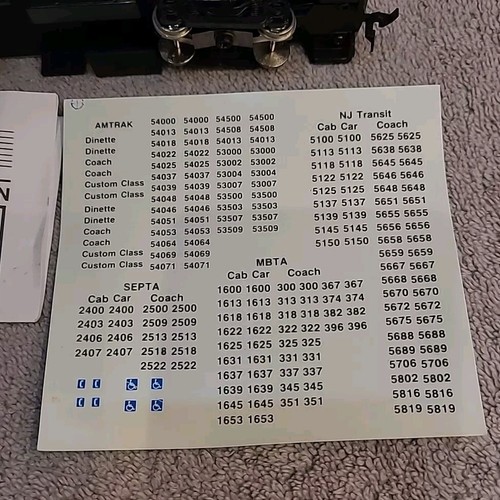 AMTRAK
Dinette
Dinette
Coach
Coach
Custom Class
Custom Class
Dinette
Dinette
Coach
Coach
Custom Class
Custom Class
54000 54000 54500 54500
54013 54013 54508 54508
54018 54018 54013 54013
54022 54022 53000 53000
54025 54025 53002 53002
54037 54037 53004 53004
54039 54039 53007 53007
54048 54048 53500 53500
54046 54046 53503 53503
54051 54051 53507 53507
54053 54053 53509 53509
54064 54064
54069 54069
54071 54071
NJ Transit
Cab Car Coach
5100 5100 5625 5625
5113 5113 5638 5638
5118 5118 5645 5645
5122 5122 5646 5646
5125 5125 5648 5648
5137 5137 5651 5651
5139 5139 5655 5655
5145 5145 5656 5656
5150 5150 5658 5658
5659 5659
5667 5667
5668 5668
5670 5670
5672 5672
5675 5675
5688 5688
5689 5689
5706 5706
5802 5802
5816 5816
5819 5819
SEPTA
Cab Car Coach
2400 2400 2500 2500
2403 2403 2509 2509
2406 2406 2513 2513
2407 2407 2518 2518
2522 2522
MBTA
Cab Car Coach
1600 1600 300 300 367 367
1613 1613 313 313 374 374
1618 1618 318 318 382 382
1622 1622 322 322 396 396
1625 1625 325 325
1631 1631 331 331
1637 1637 337 337
1639 1639 345 345
1645 1645 351 351
1653 1653